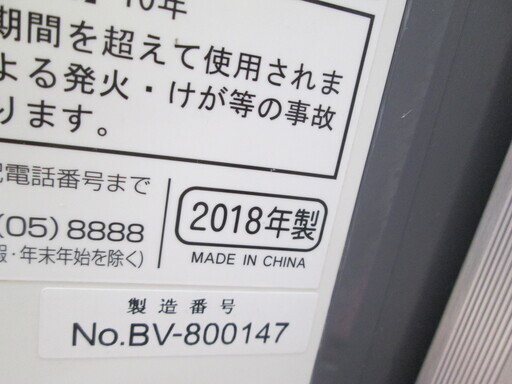 10年
期間を超えて使用されま
よる発火・けが等の事故
ります。
電話番号まで
(05)8888
・年末年始を除く)
2018年製
MADE IN CHINA
製造番号
No.BV-800147